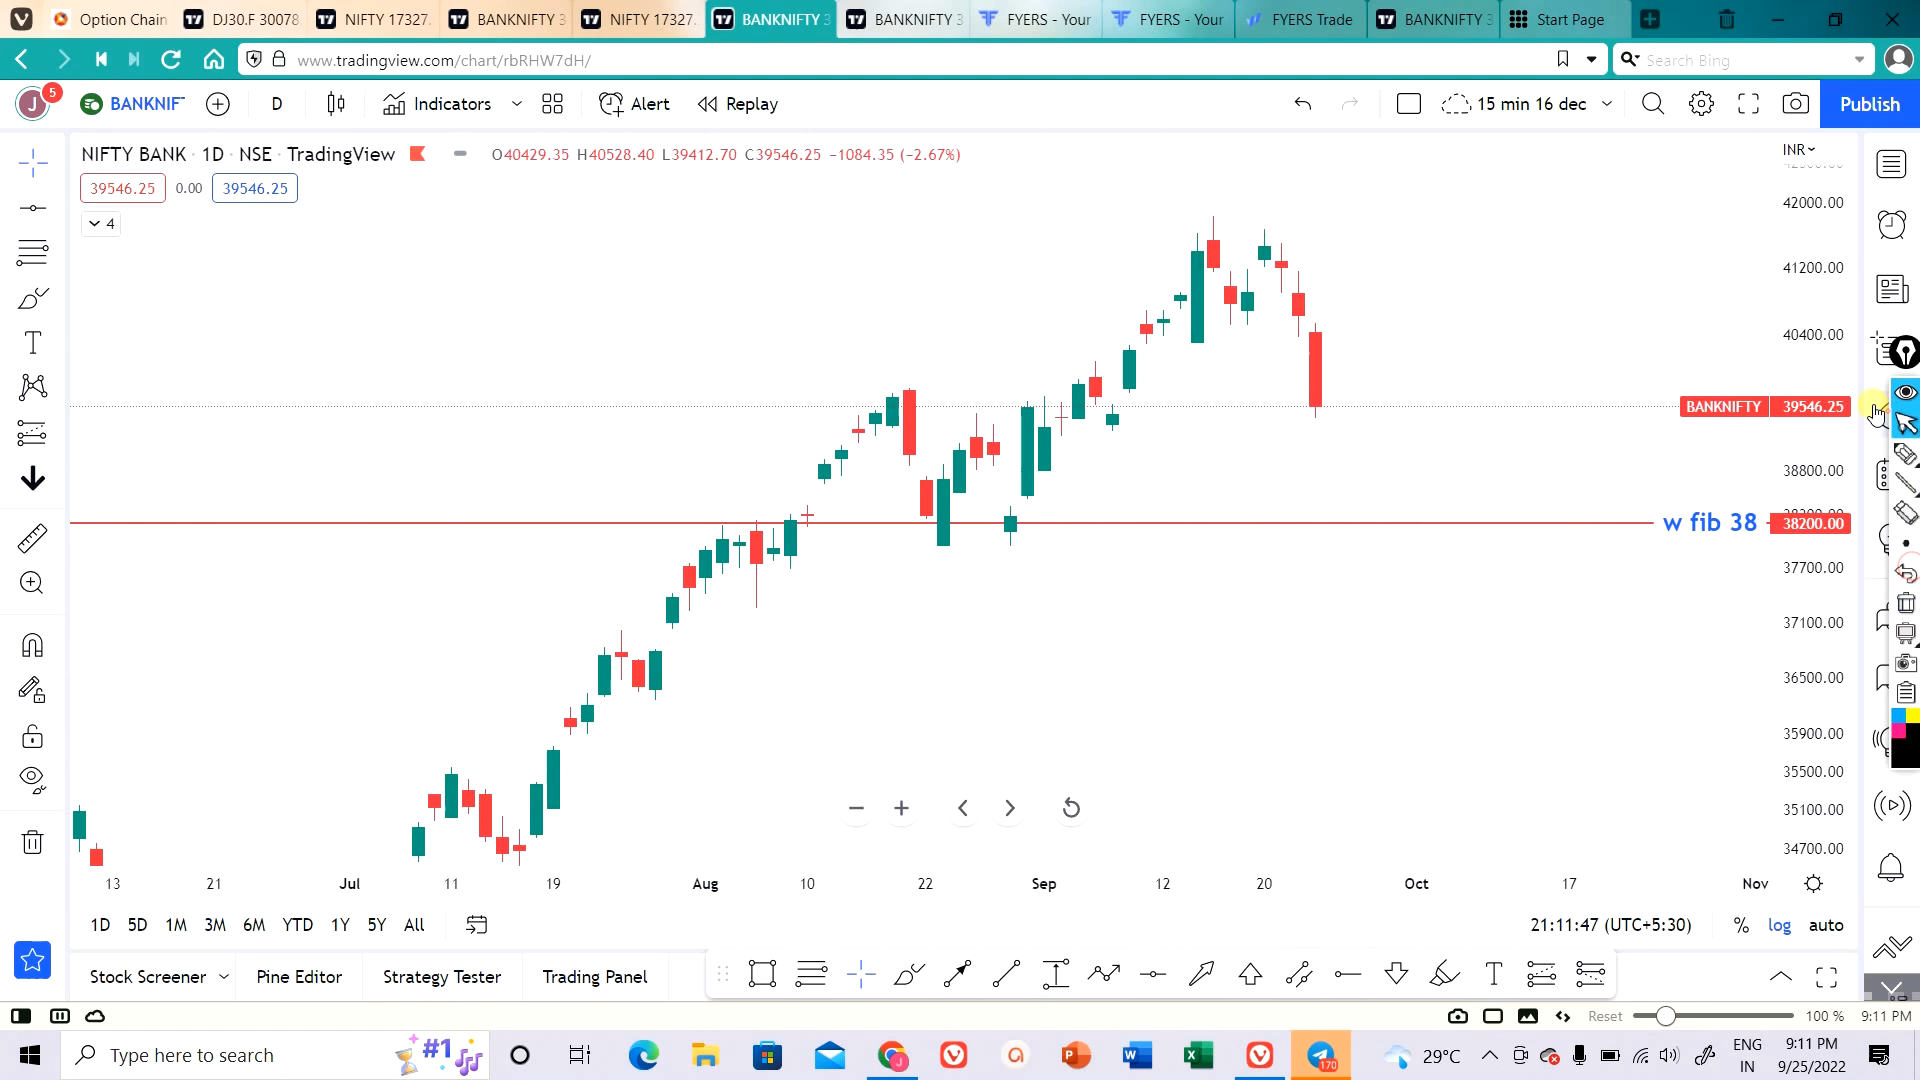 Option Chain
DJ30.F 30078
NIFTY 17327.
BANKNIFTY 3
NIFTY 17327.
BANKNIFTY 3
BANKNIFTY 3
FYERS - Your
FYERS - Your
FYERS Trade
BANKNIFTY 3
Start Page
www.tradingview.com/chart/rbRHW7dH/
Search Bing
J
5
BANKNIF
D
Indicators
Alert
Replay
15 min 16 dec
Publish
NIFTY BANK · 1D · NSE · TradingView
O40429.35 H40528.40 L39412.70 C39546.25 −1084.35 (−2.67%)
INR
39546.25
0.00
39546.25
4
42000.00
41200.00
40400.00
BANKNIFTY 39546.25
38800.00
w fib 38
38200.00
37700.00
37100.00
36500.00
35900.00
35500.00
35100.00
34700.00
13
21
Jul
11
19
Aug
10
22
Sep
12
20
Oct
17
Nov
1D 5D 1M 3M 6M YTD 1Y 5Y All
21:11:47 (UTC+5:30)
% log auto
Stock Screener
Pine Editor
Strategy Tester
Trading Panel
Reset
100 %
9:11 PM
Type here to search
#1
170
29°C
ENG
IN
9:11 PM
9/25/2022